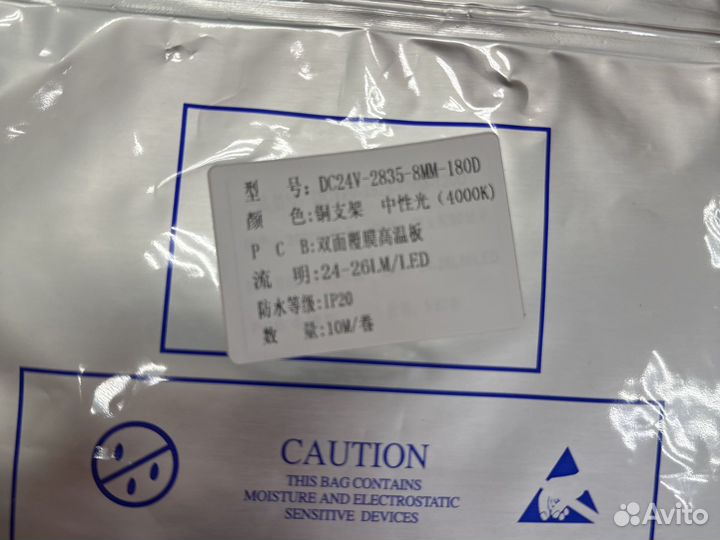 型 号: DC24V-2835-8MM-180D
颜 色:铜支架 中性光(4000K)
P C B:双面覆膜高温板
流 明:24-26LM/LED
防水等级:IP20
数 量:10M/卷
CAUTION
THIS BAG CONTAINS
MOISTURE AND ELECTROSTATIC
SENSITIVE DEVICES
Avito